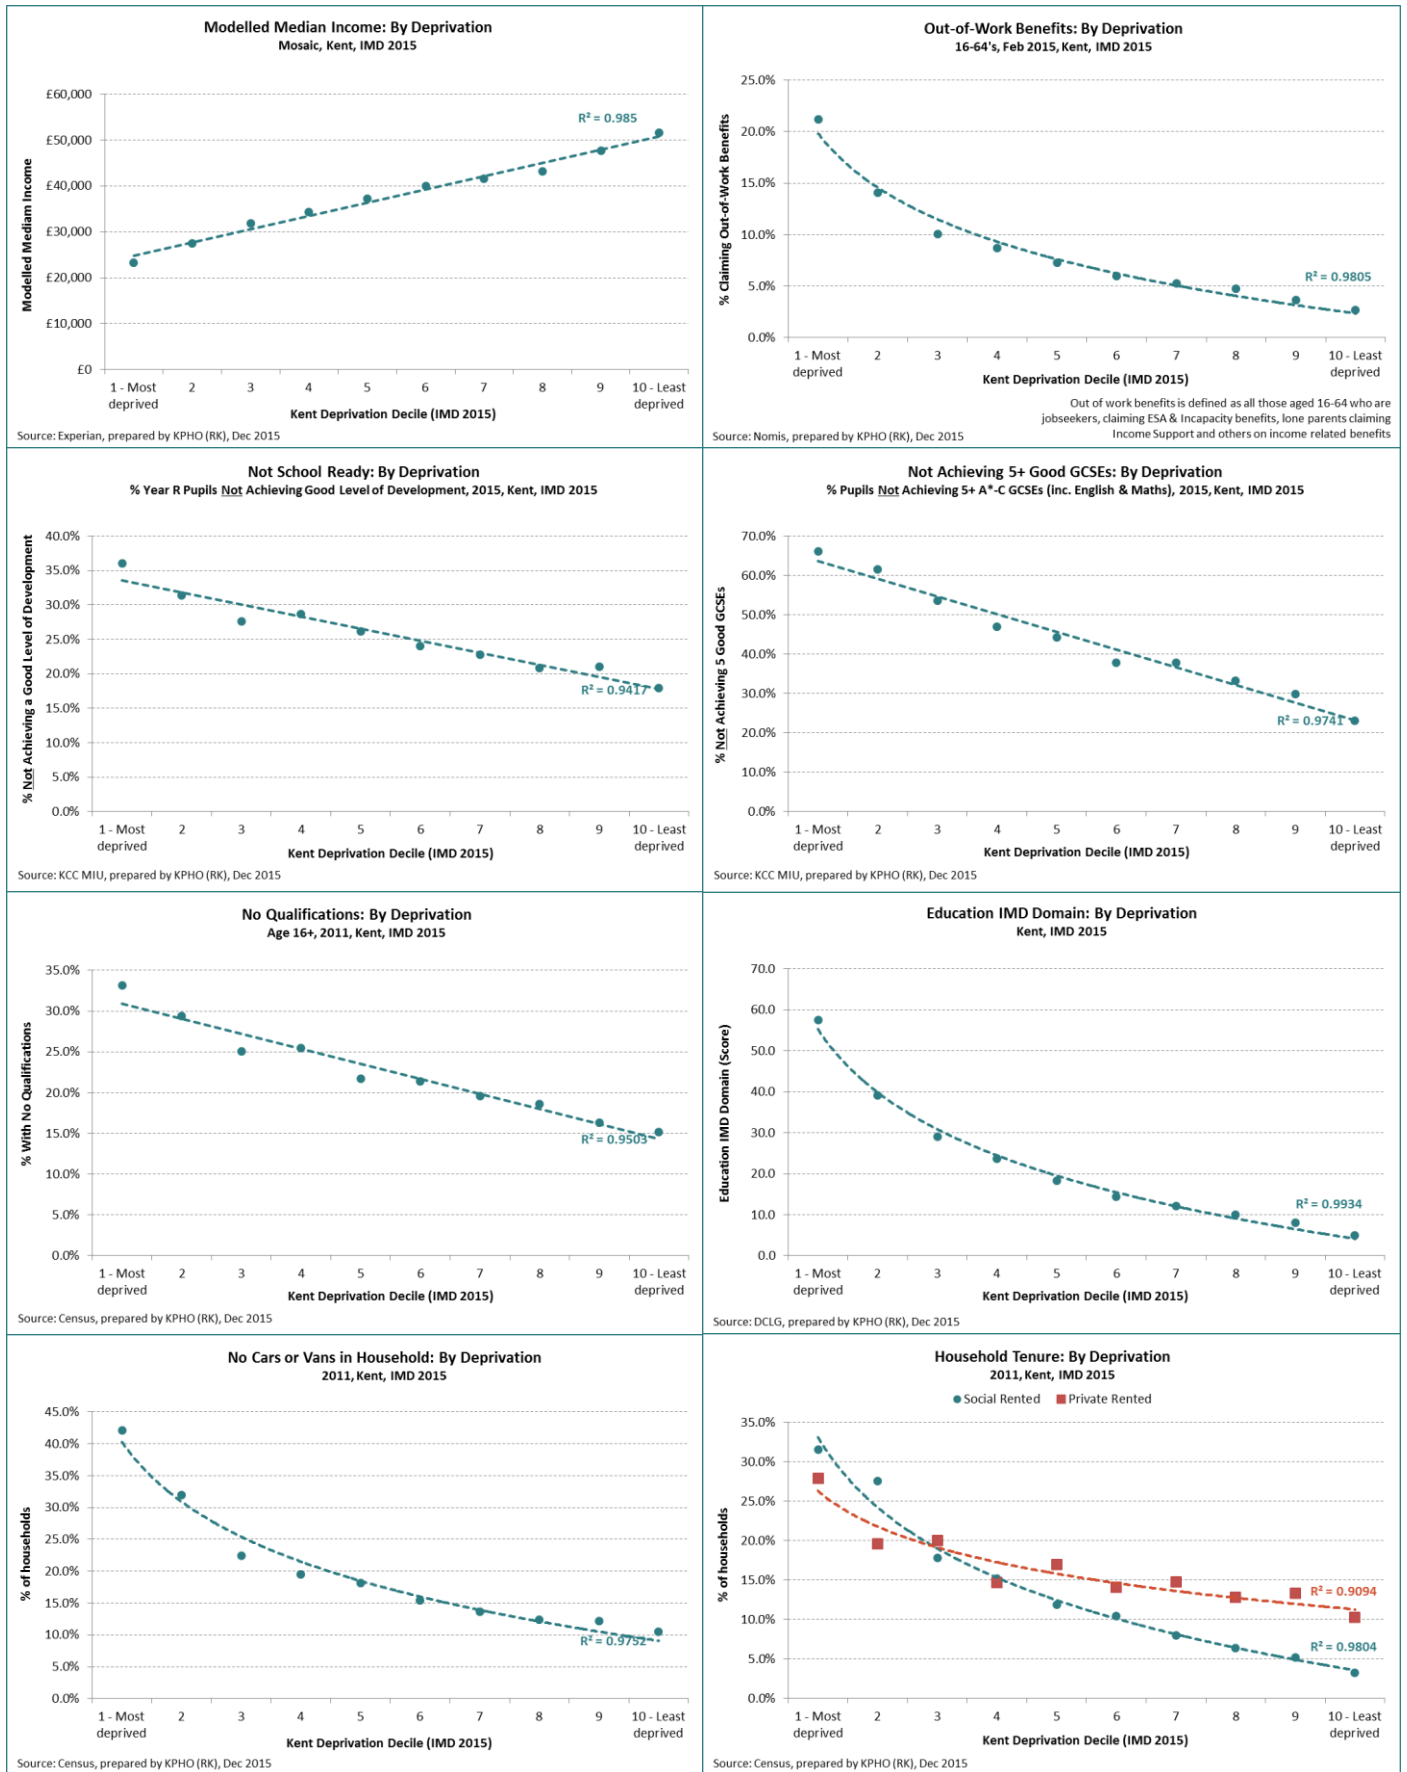 Modelled Median Income: By Deprivation
Mosaic, Kent, IMD 2015
Modelled Mediam Income
£60,000
£50,000
£40,000
£30,000
£20,000
£10,000
£0
R² = 0.985
1 - Most deprived 2 3 4 5 6 7 8 9 10 - Least deprived
Kent Deprivation Decile (IMD 2015)
Source: Experian, prepared by KPHO (RK), Dec 2015
Out-of-Work Benefits: By Deprivation
16-64's, Feb 2015, Kent, IMD 2015
% Claiming Out-of-Work Benefits
25.0%
20.0%
15.0%
10.0%
5.0%
0.0%
R² = 0.9805
1 - Most deprived 2 3 4 5 6 7 8 9 10 - Least deprived
Kent Deprivation Decile (IMD 2015)
Out of work benefits is defined as all those aged 16-64 who are
jobseekers, claiming ESA & Incapacity benefits, lone parents claiming
Income Support and others on income related benefits
Source: Nomis, prepared by KPHO (RK), Dec 2015
Not School Ready: By Deprivation
% Year R Pupils Not Achieving Good Level of Development, 2015, Kent, IMD 2015
% Not Achieving a Good Level of Development
40.0%
35.0%
30.0%
25.0%
20.0%
15.0%
10.0%
5.0%
0.0%
R² = 0.9417
1 - Most deprived 2 3 4 5 6 7 8 9 10 - Least deprived
Kent Deprivation Decile (IMD 2015)
Source: KCC MIU, prepared by KPHO (RK), Dec 2015
Not Achieving 5+ Good GCSEs: By Deprivation
% Pupils Not Achieving 5+ A*-C GCSEs (inc. English & Maths), 2015, Kent, IMD 2015
% Not Achieving 5 Good GCSEs
70.0%
60.0%
50.0%
40.0%
30.0%
20.0%
10.0%
0.0%
R² = 0.9741
1 - Most deprived 2 3 4 5 6 7 8 9 10 - Least deprived
Kent Deprivation Decile (IMD 2015)
Source: KCC MIU, prepared by KPHO (RK), Dec 2015
No Qualifications: By Deprivation
Age 16+, 2011, Kent, IMD 2015
% With No Qualifications
35.0%
30.0%
25.0%
20.0%
15.0%
10.0%
5.0%
0.0%
R² = 0.9503
1 - Most deprived 2 3 4 5 6 7 8 9 10 - Least deprived
Kent Deprivation Decile (IMD 2015)
Source: Census, prepared by KPHO (RK), Dec 2015
Education IMD Domain: By Deprivation
Kent, IMD 2015
Education IMD Domain (Score)
70.0
60.0
50.0
40.0
30.0
20.0
10.0
0.0
R² = 0.9934
1 - Most deprived 2 3 4 5 6 7 8 9 10 - Least deprived
Kent Deprivation Decile (IMD 2015)
Source: DCLG, prepared by KPHO (RK), Dec 2015
No Cars or Vans in Household: By Deprivation
2011, Kent, IMD 2015
% of households
45.0%
40.0%
35.0%
30.0%
25.0%
20.0%
15.0%
10.0%
5.0%
0.0%
R² = 0.9752
1 - Most deprived 2 3 4 5 6 7 8 9 10 - Least deprived
Kent Deprivation Decile (IMD 2015)
Source: Census, prepared by KPHO (RK), Dec 2015
Household Tenure: By Deprivation
2011, Kent, IMD 2015
Social Rented Private Rented
% of households
35.0%
30.0%
25.0%
20.0%
15.0%
10.0%
5.0%
0.0%
R² = 0.9094
R² = 0.9804
1 - Most deprived 2 3 4 5 6 7 8 9 10 - Least deprived
Kent Deprivation Decile (IMD 2015)
Source: Census, prepared by KPHO (RK), Dec 2015